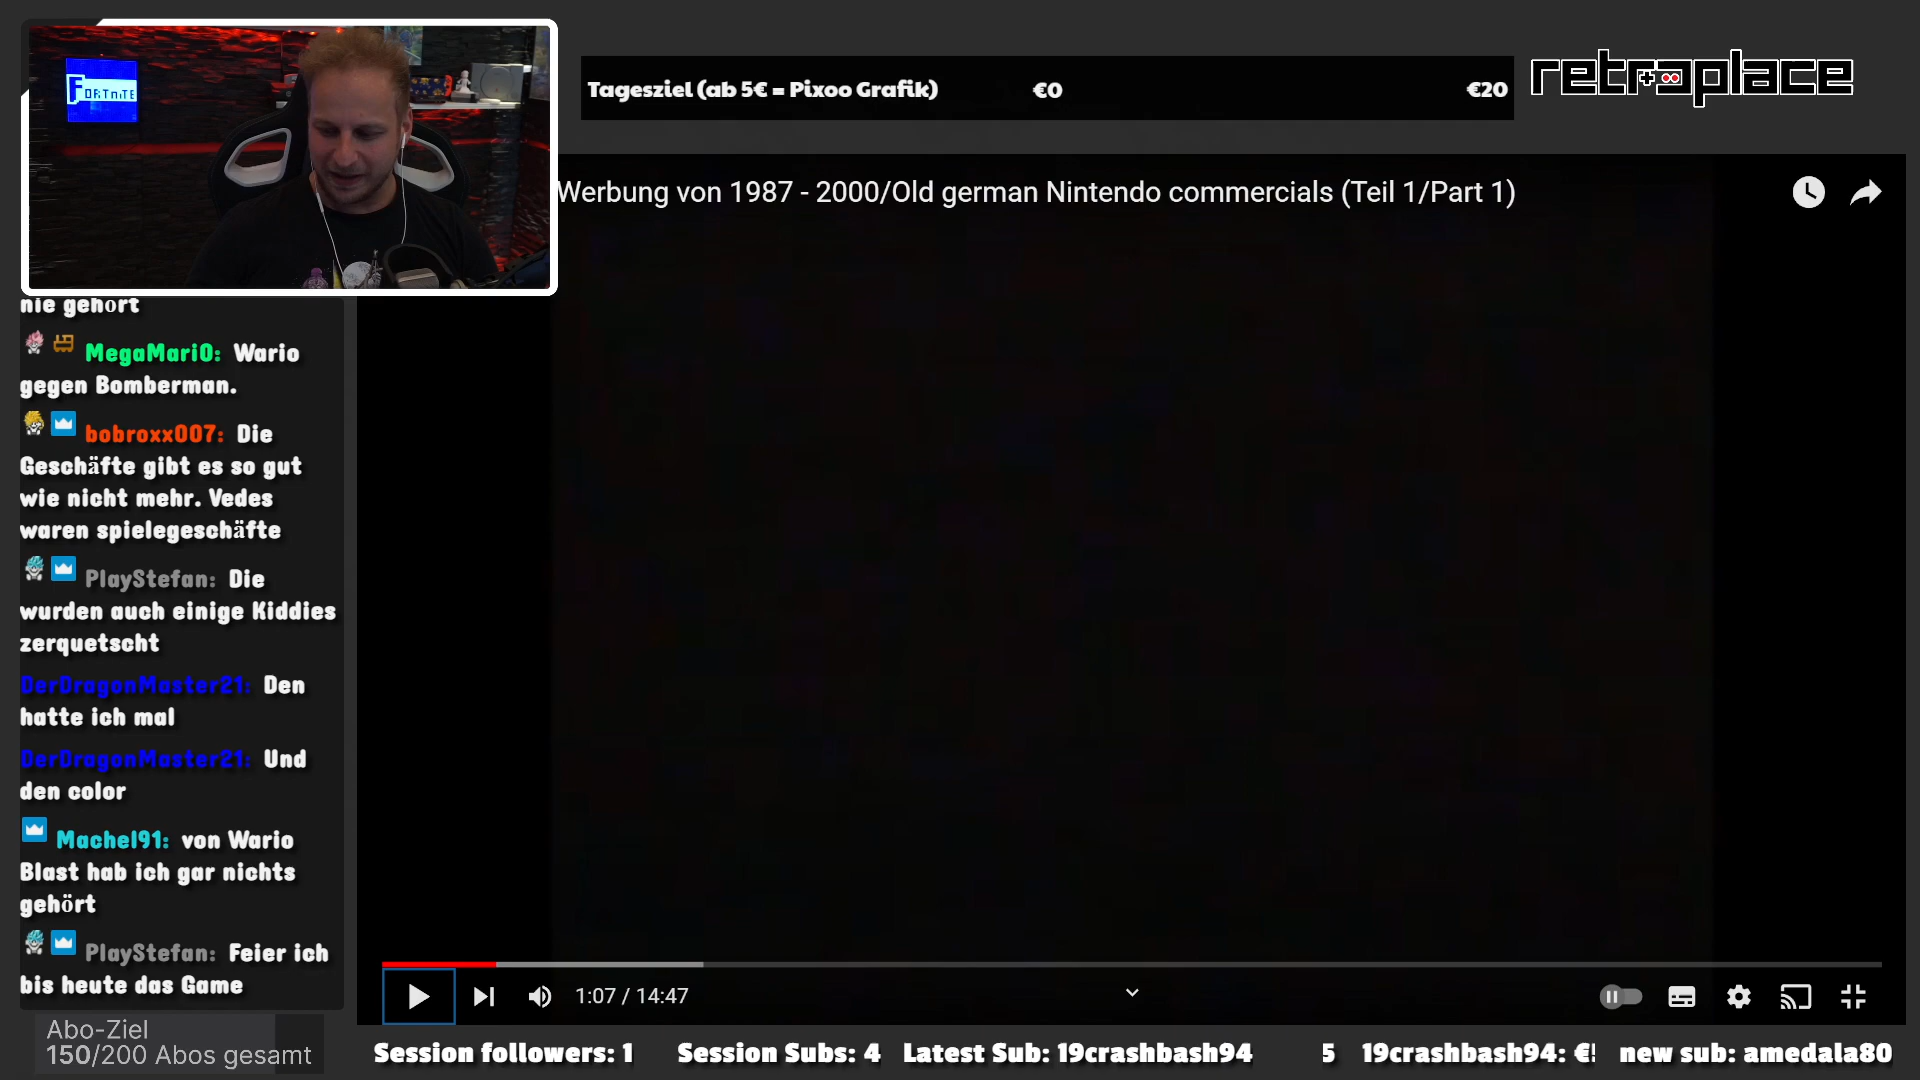 FORTNITE
Tagesziel (ab 5€ = Pixoo Grafik) €0 €20
retroplace
Werbung von 1987 - 2000/Old german Nintendo commercials (Teil 1/Part 1)
nie gehört
MegaMari0: Wario
gegen Bomberman.
bobroxx007: Die
Geschäfte gibt es so gut
wie nicht mehr. Vedes
waren spielegeschäfte
PlayStefan: Die
wurden auch einige Kiddies
zerquetscht
DerDragonMaster21: Den
hatte ich mal
DerDragonMaster21: Und
den color
Machel91: von Wario
Blast hab ich gar nichts
gehört
PlayStefan: Feier ich
bis heute das Game
1:07 / 14:47
Abo-Ziel
150/200 Abos gesamt
Session followers: 1 Session Subs: 4 Latest Sub: 19crashbash94 5 19crashbash94: € new sub: amedala80